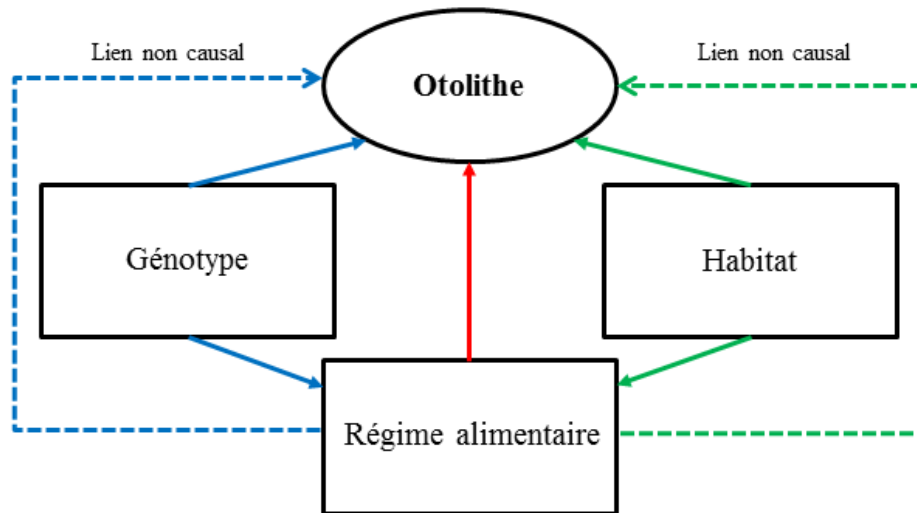 Lien non causal
Lien non causal
Otolithe
Génotype
Habitat
Régime alimentaire